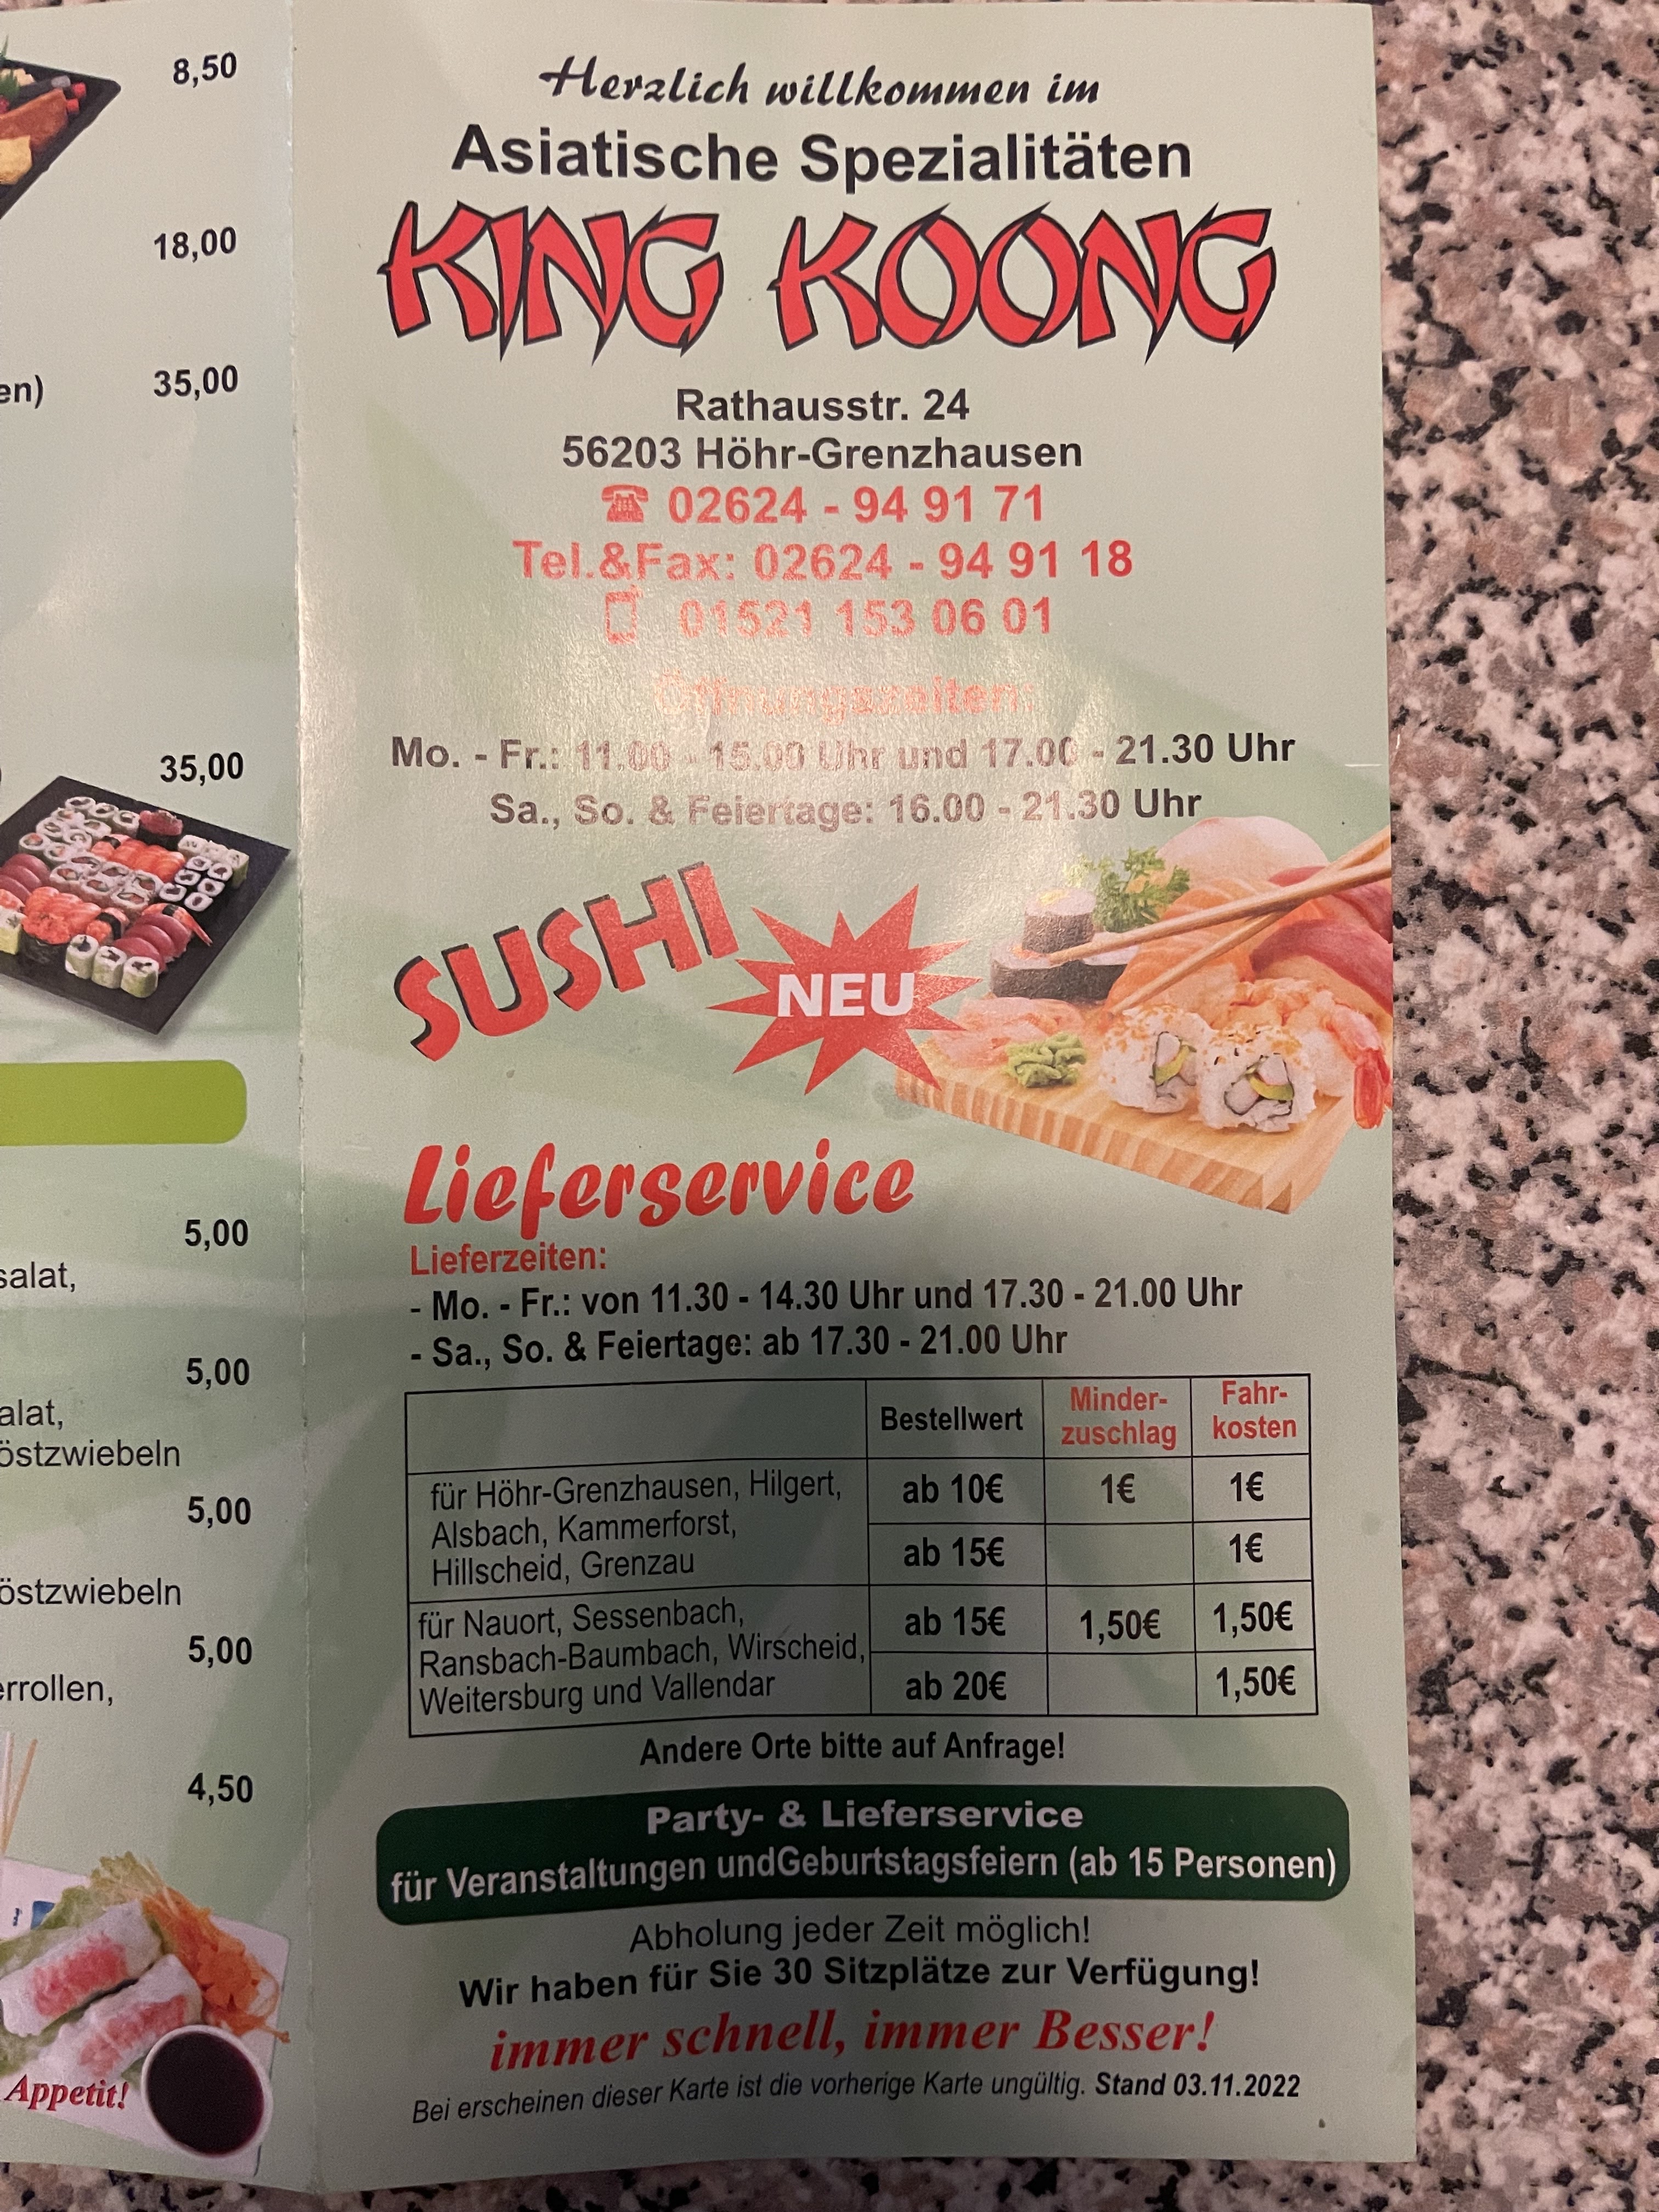 8,50
18,00
en) 35,00
) 35,00
5,00
salat,
5,00
alat,
östzwiebeln
5,00
östzwiebeln
5,00
errollen,
4,50
Appetit!
Herzlich willkommen im
Asiatische Spezialitäten
KING KOONG
Rathausstr. 24
56203 Höhr-Grenzhausen
☎ 02624 - 94 91 71
Tel.&Fax: 02624 - 94 91 18
01521 153 06 01
Öffnungszeiten:
Mo. - Fr.: 11.00 - 15.00 Uhr und 17.00 - 21.30 Uhr
Sa., So. & Feiertage: 16.00 - 21.30 Uhr
SUSHI
NEU
Lieferservice
Lieferzeiten:
- Mo. - Fr.: von 11.30 - 14.30 Uhr und 17.30 - 21.00 Uhr
- Sa., So. & Feiertage: ab 17.30 - 21.00 Uhr
Bestellwert Minder- Fahr-
zuschlag kosten
für Höhr-Grenzhausen, Hilgert, ab 10€ 1€ 1€
Alsbach, Kammerforst,
Hillscheid, Grenzau ab 15€ 1€
für Nauort, Sessenbach, ab 15€ 1,50€ 1,50€
Ransbach-Baumbach, Wirscheid,
Weitersburg und Vallendar ab 20€ 1,50€
Andere Orte bitte auf Anfrage!
Party- & Lieferservice
für Veranstaltungen undGeburtstagsfeiern (ab 15 Personen)
Abholung jeder Zeit möglich!
Wir haben für Sie 30 Sitzplätze zur Verfügung!
immer schnell, immer Besser!
Bei erscheinen dieser Karte ist die vorherige Karte ungültig. Stand 03.11.2022